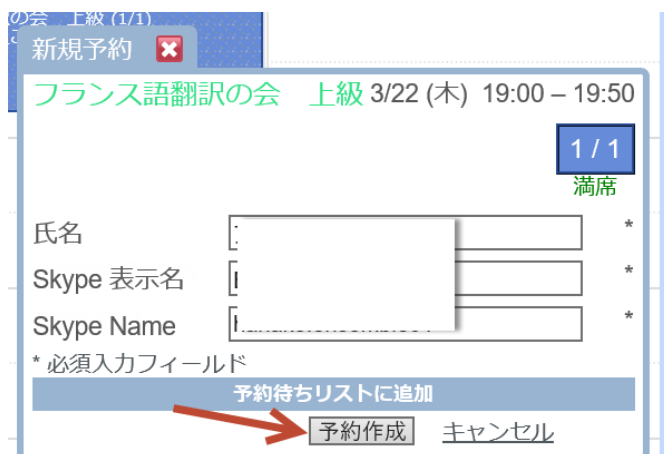 の会 上級 (1/1)
新規予約
フランス語翻訳の会 上級 3/22 (木) 19:00 – 19:50
1 / 1
満席
氏名 *
Skype 表示名 *
Skype Name *
* 必須入力フィールド
予約待ちリストに追加
予約作成 キャンセル